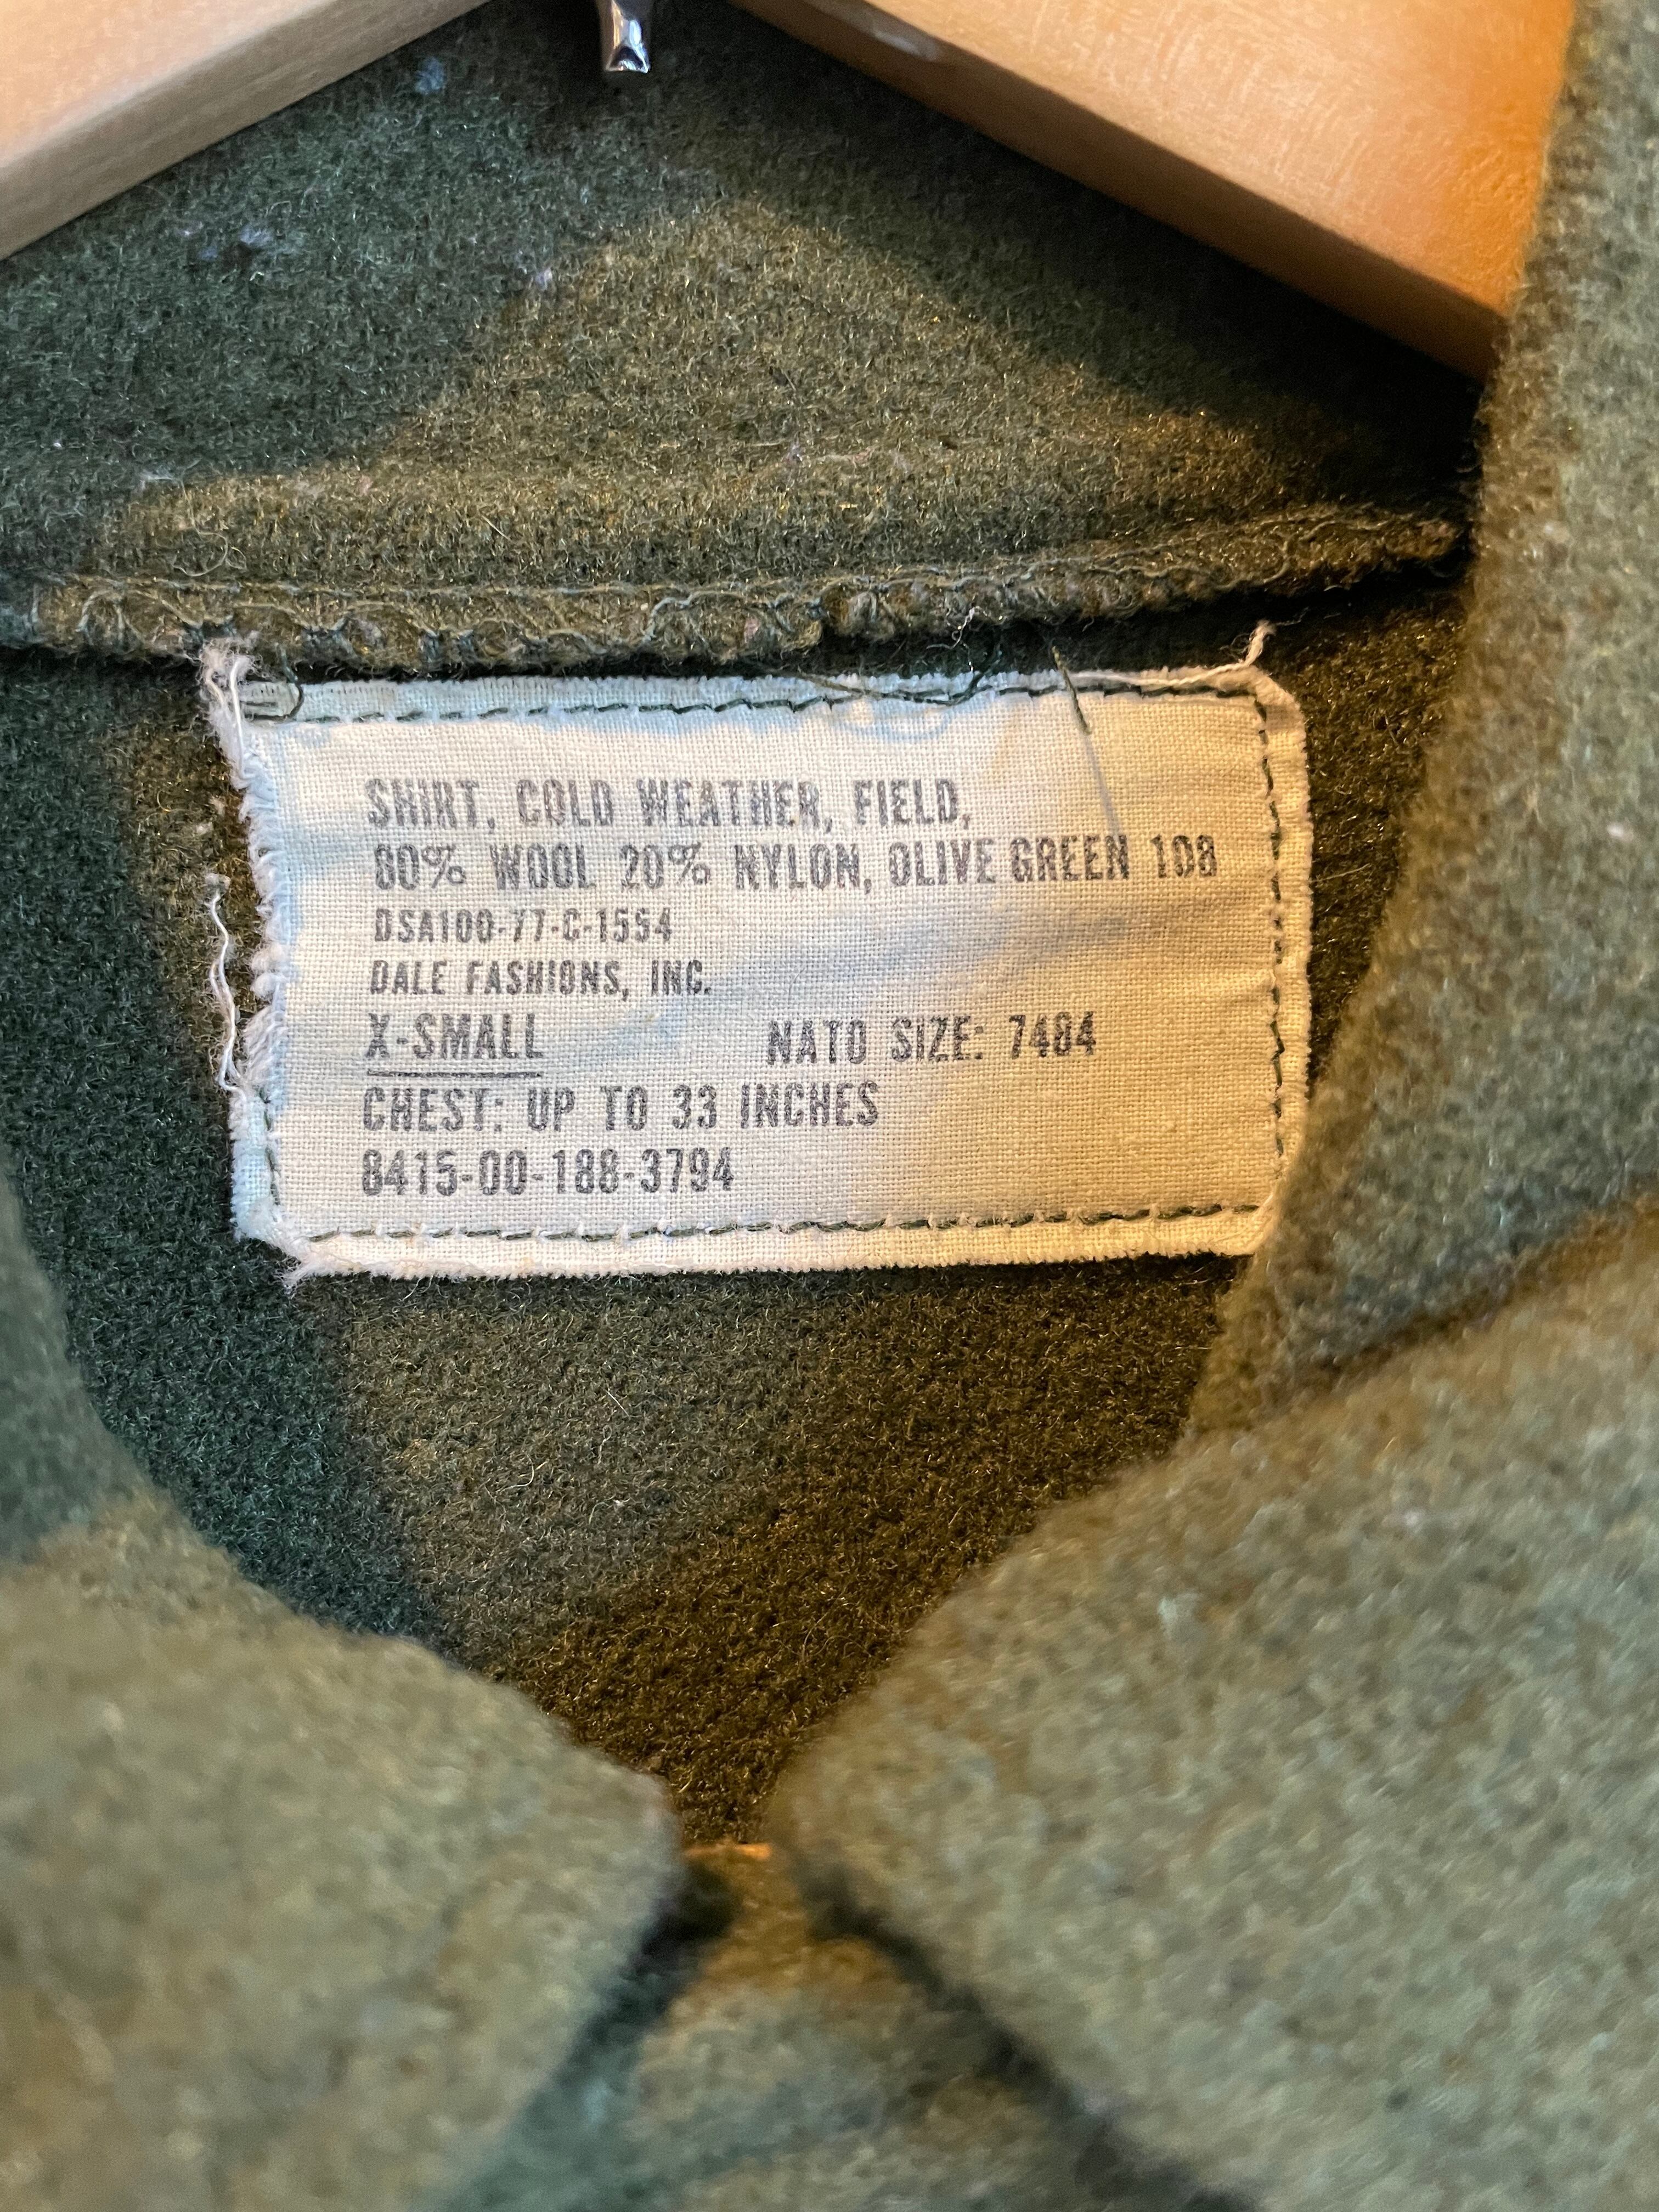 SHIRT, COLD WEATHER, FIELD,
80% WOOL 20% NYLON, OLIVE GREEN 108
DSA100-77-C-1554
DALE FASHIONS, INC.
X-SMALL NATO SIZE: 7484
CHEST: UP TO 33 INCHES
8415-00-188-3794